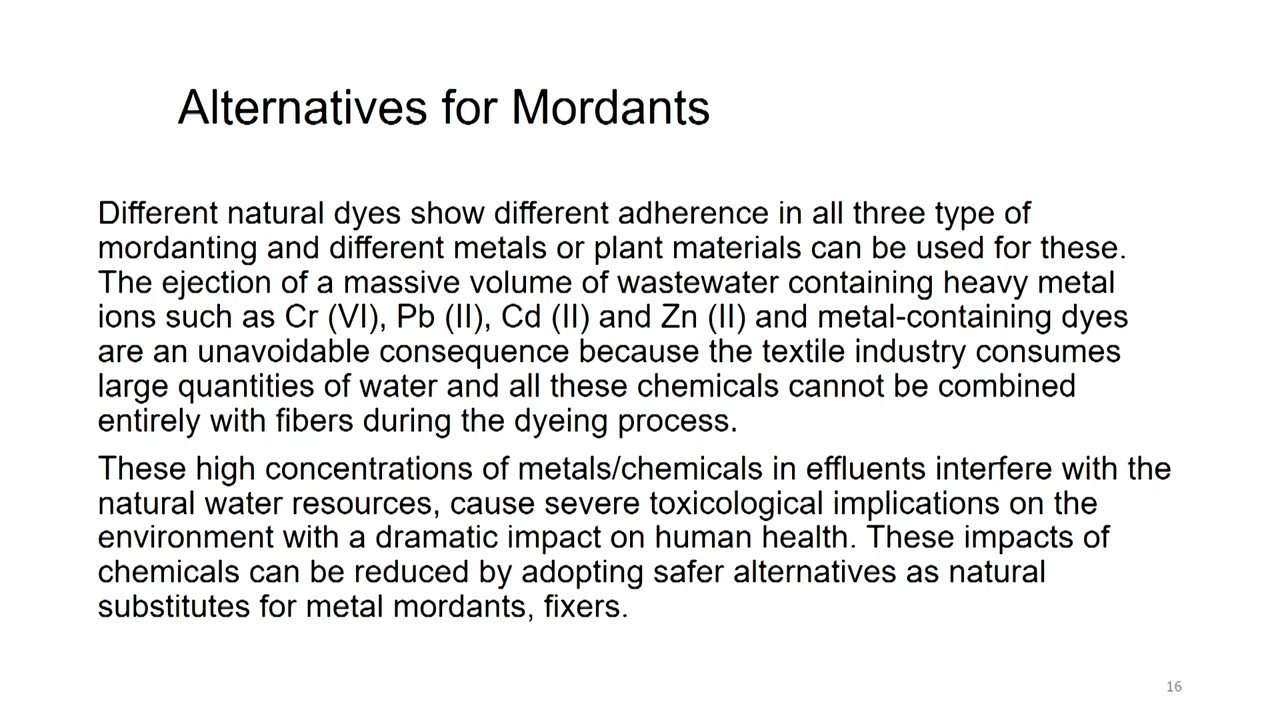 Alternatives for Mordants
Different natural dyes show different adherence in all three type of
mordanting and different metals or plant materials can be used for these.
The ejection of a massive volume of wastewater containing heavy metal
ions such as Cr (VI), Pb (II), Cd (II) and Zn (II) and metal-containing dyes
are an unavoidable consequence because the textile industry consumes
large quantities of water and all these chemicals cannot be combined
entirely with fibers during the dyeing process.
These high concentrations of metals/chemicals in effluents interfere with the
natural water resources, cause severe toxicological implications on the
environment with a dramatic impact on human health. These impacts of
chemicals can be reduced by adopting safer alternatives as natural
substitutes for metal mordants, fixers.
16